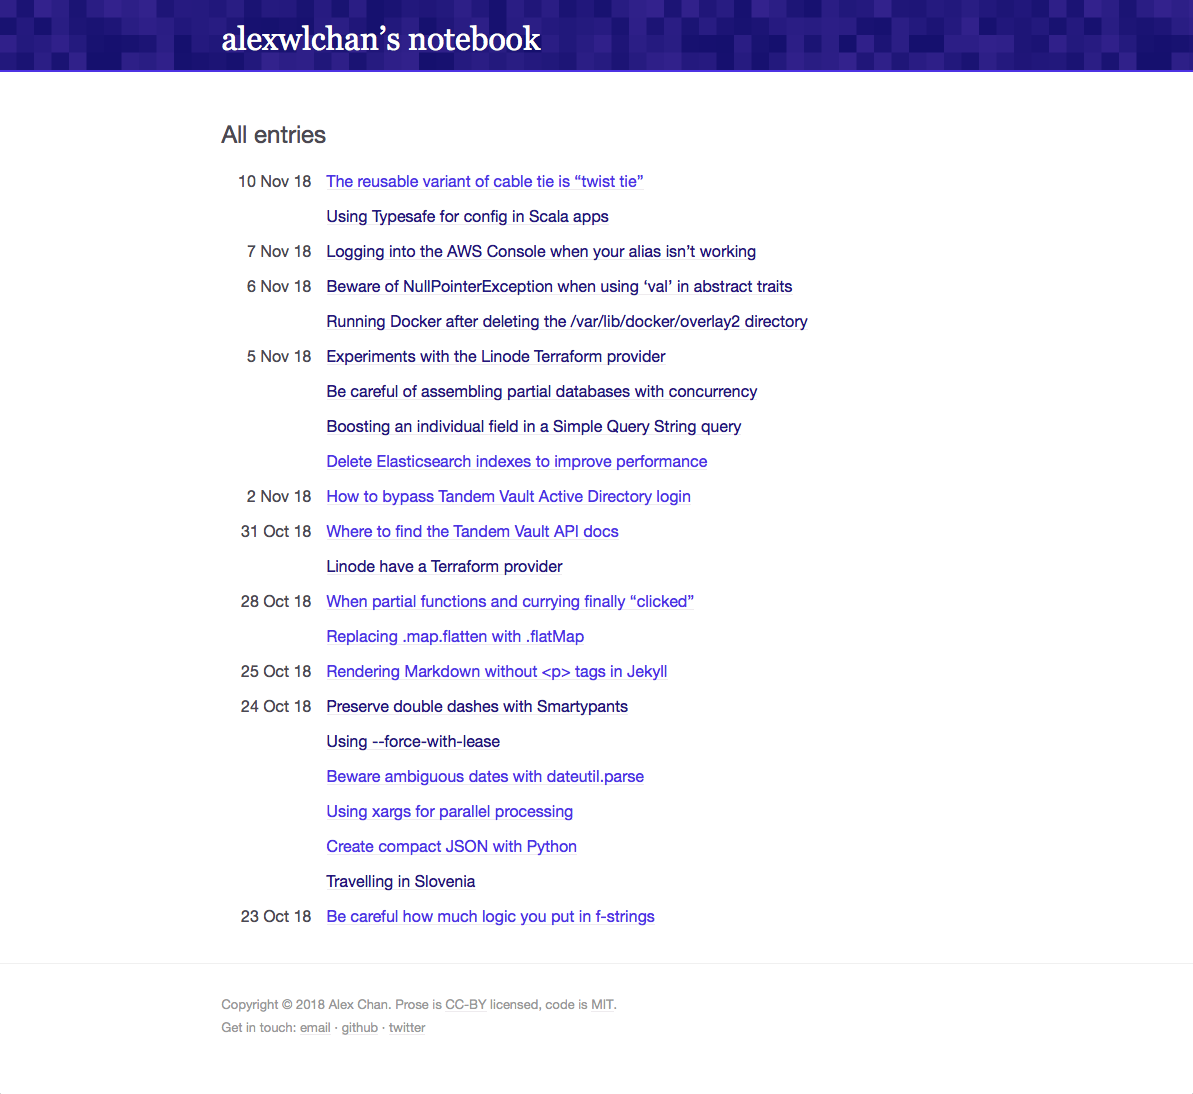 alexwlchan’s notebook
All entries
10 Nov 18 The reusable variant of cable tie is “twist tie”
Using Typesafe for config in Scala apps
7 Nov 18 Logging into the AWS Console when your alias isn’t working
6 Nov 18 Beware of NullPointerException when using ‘val’ in abstract traits
Running Docker after deleting the /var/lib/docker/overlay2 directory
5 Nov 18 Experiments with the Linode Terraform provider
Be careful of assembling partial databases with concurrency
Boosting an individual field in a Simple Query String query
Delete Elasticsearch indexes to improve performance
2 Nov 18 How to bypass Tandem Vault Active Directory login
31 Oct 18 Where to find the Tandem Vault API docs
Linode have a Terraform provider
28 Oct 18 When partial functions and currying finally “clicked”
Replacing .map.flatten with .flatMap
25 Oct 18 Rendering Markdown without <p> tags in Jekyll
24 Oct 18 Preserve double dashes with Smartypants
Using --force-with-lease
Beware ambiguous dates with dateutil.parse
Using xargs for parallel processing
Create compact JSON with Python
Travelling in Slovenia
23 Oct 18 Be careful how much logic you put in f-strings
Copyright © 2018 Alex Chan. Prose is CC-BY licensed, code is MIT.
Get in touch: email · github · twitter